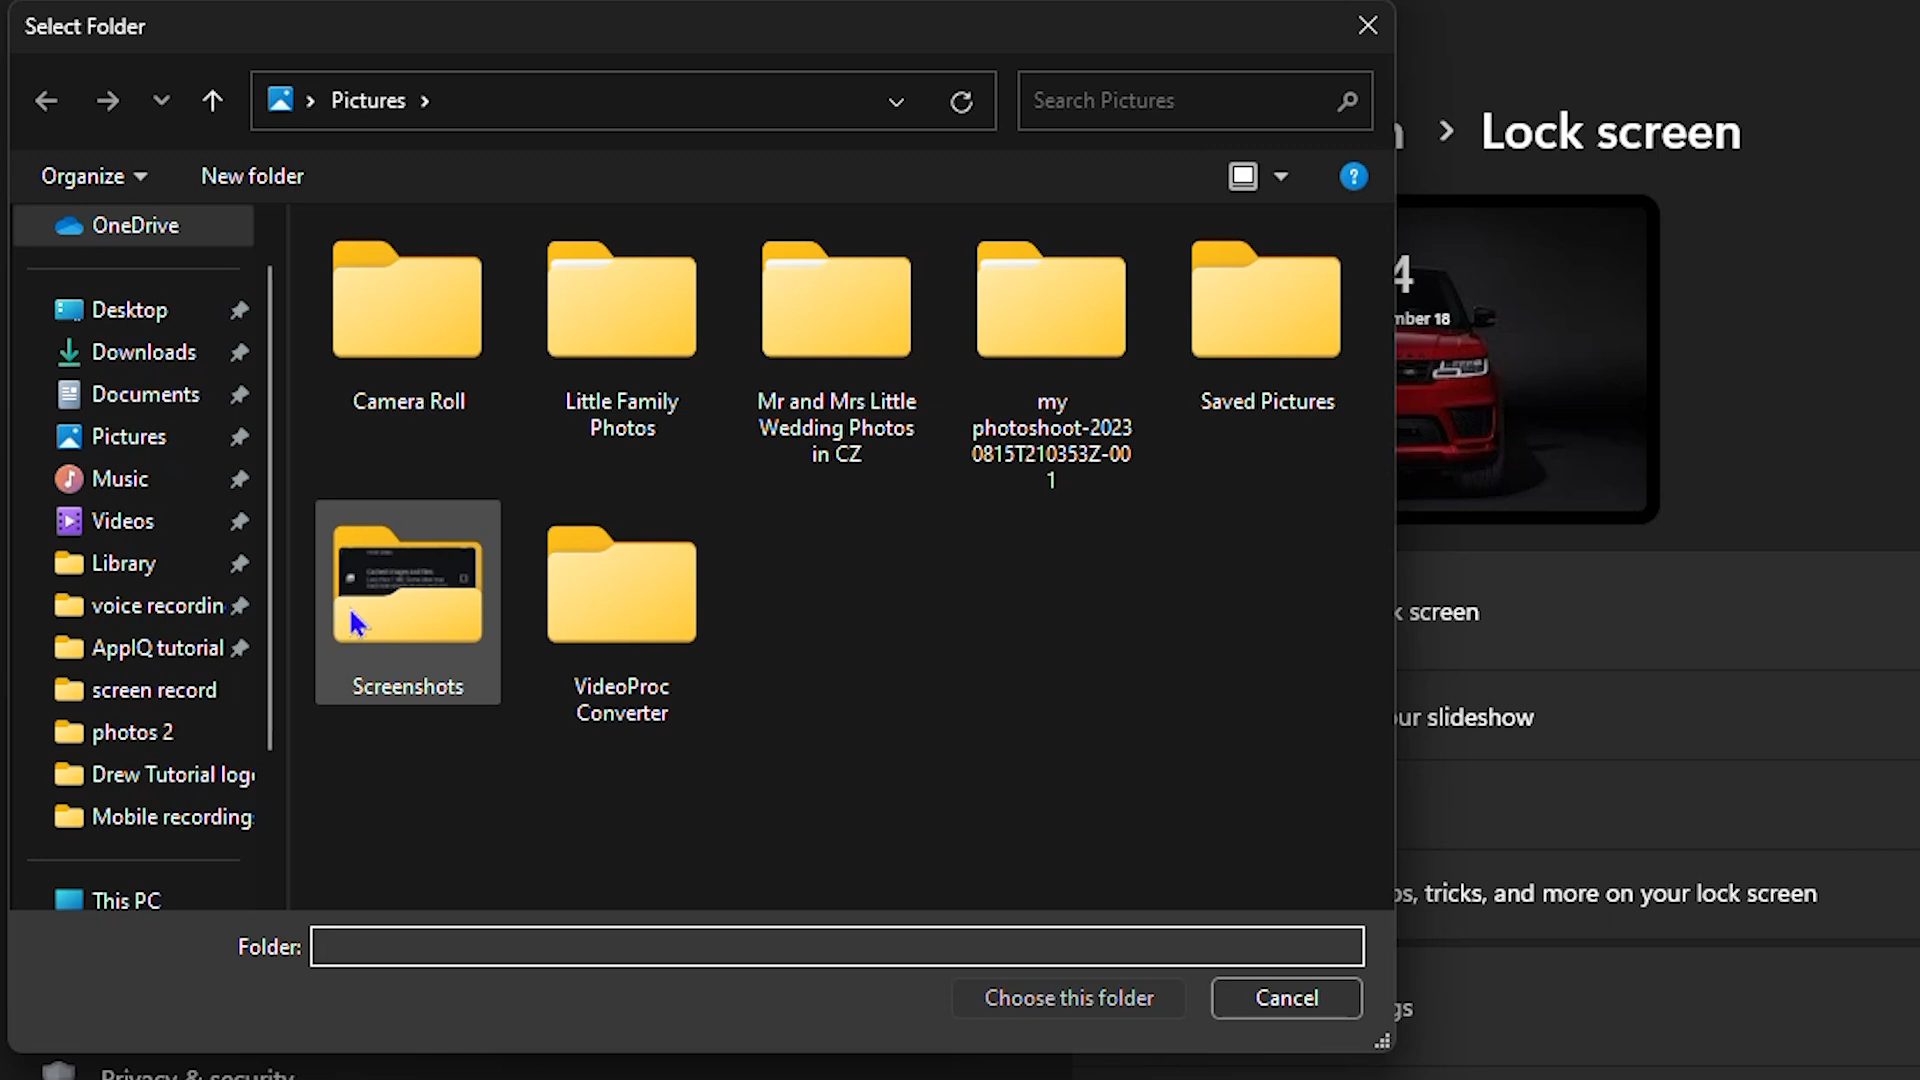 Select Folder
Pictures
Search Pictures
Lock screen
Organize
New folder
?
OneDrive
Desktop
Downloads
Documents
Pictures
Music
Videos
Library
voice recordin
AppIQ tutorial
screen record
photos 2
Drew Tutorial log
Mobile recording
This PC
Camera Roll
Little Family
Photos
Mr and Mrs Little
Wedding Photos
in CZ
my
photoshoot-2023
0815T210353Z-00
1
Saved Pictures
Screenshots
VideoProc
Converter
4
mber 18
k screen
ur slideshow
s, tricks, and more on your lock screen
gs
Folder:
Choose this folder
Cancel
Privacy & security